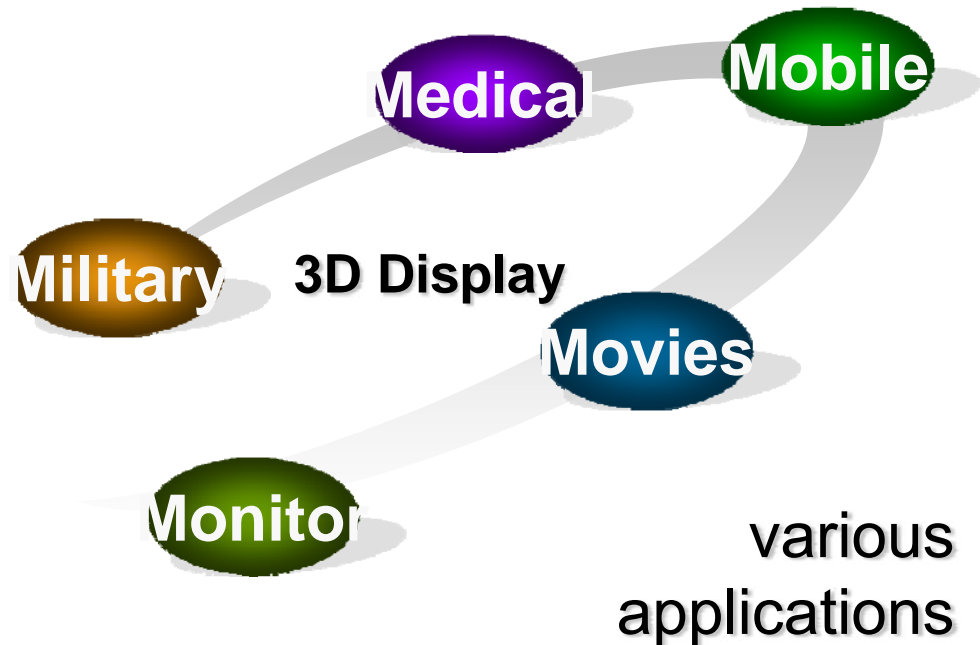 Mobile
Medical
Military
3D Display
Movies
Monitor
various
applications